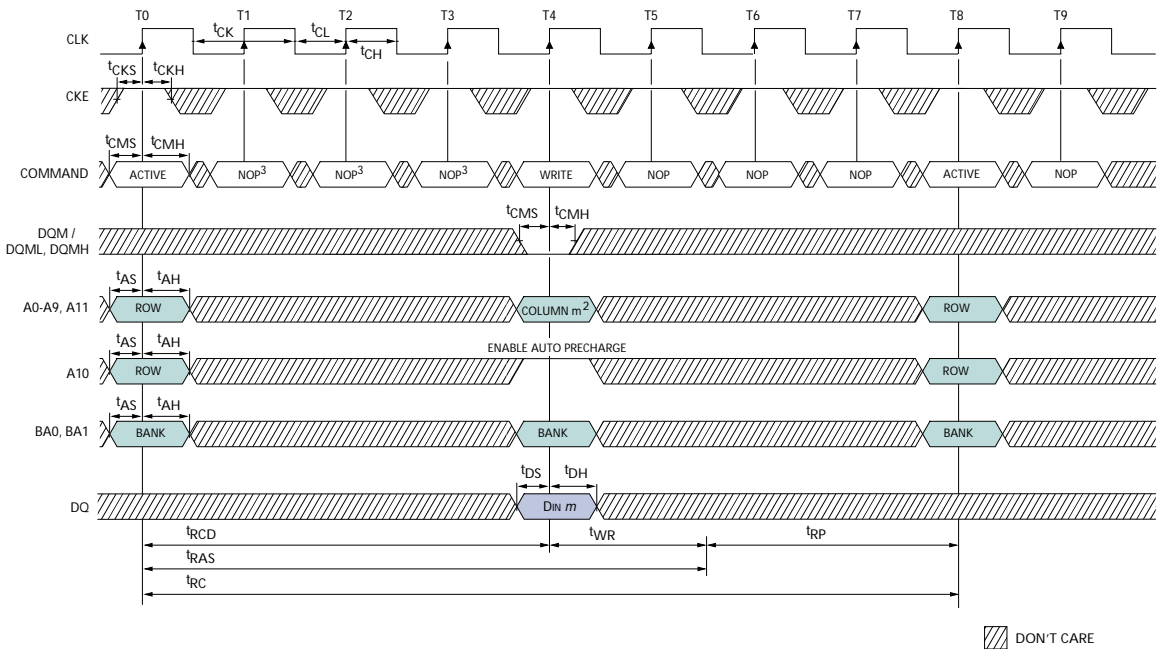 T0 T1 T2 T3 T4 T5 T6 T7 T8 T9
CLK tCK tCL tCH
tCKS tCKH
CKE
tCMS tCMH
COMMAND ACTIVE NOP³ NOP³ NOP³ WRITE NOP NOP NOP ACTIVE NOP
tCMS tCMH
DQM /
DQML, DQMH
tAS tAH
A0-A9, A11 ROW COLUMN m² ROW
tAS tAH ENABLE AUTO PRECHARGE
A10 ROW ROW
tAS tAH
BA0, BA1 BANK BANK BANK
tDS tDH
DQ DIN m
tRCD tWR tRP
tRAS
tRC
DON'T CARE